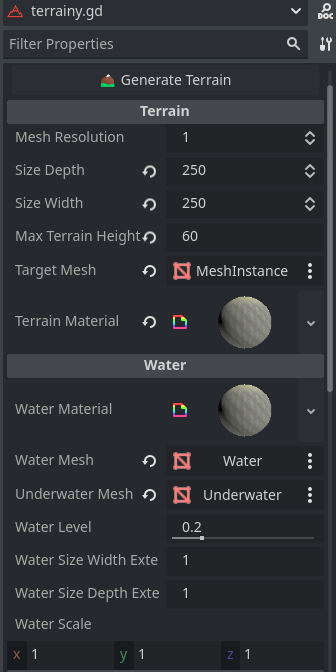 terrainy.gd
DOC
Filter Properties
Generate Terrain
Terrain
Mesh Resolution 1
Size Depth 250
Size Width 250
Max Terrain Height 60
Target Mesh MeshInstance
Terrain Material
Water
Water Material
Water Mesh Water
Underwater Mesh Underwater
Water Level 0.2
Water Size Width Exte 1
Water Size Depth Exte 1
Water Scale
x 1 y 1 z 1